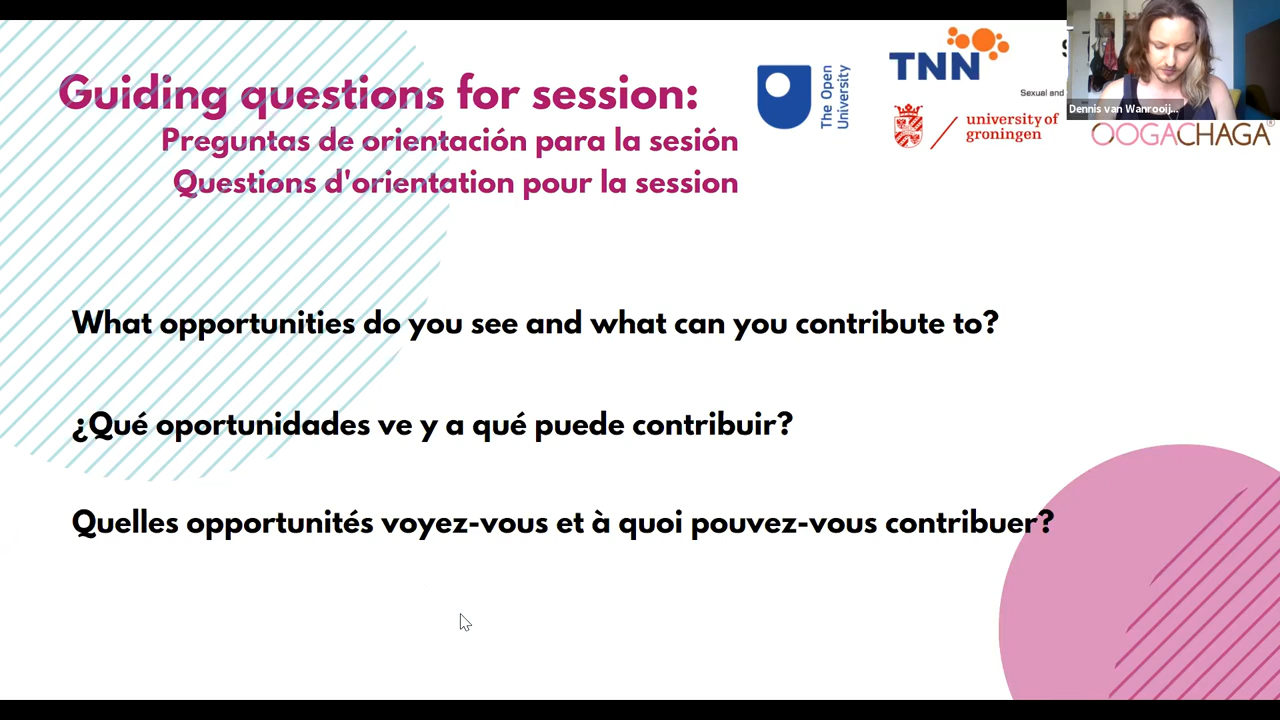 Guiding questions for session:
Preguntas de orientación para la sesión
Questions d'orientation pour la session
The Open
University
TNN
Sexual and
university of
groningen
Dennis van Wanrooij...
OOGACHAGA®
What opportunities do you see and what can you contribute to?
¿Qué oportunidades ve y a qué puede contribuir?
Quelles opportunités voyez-vous et à quoi pouvez-vous contribuer?